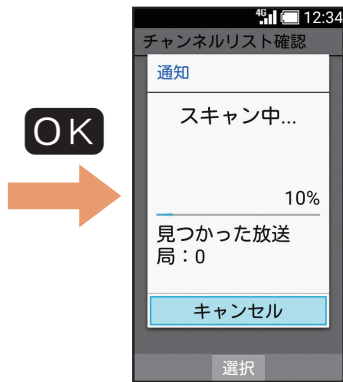 4G 12:34
チャンネルリスト確認
通知
OK
スキャン中...
10%
見つかった放送
局：0
キャンセル
選択